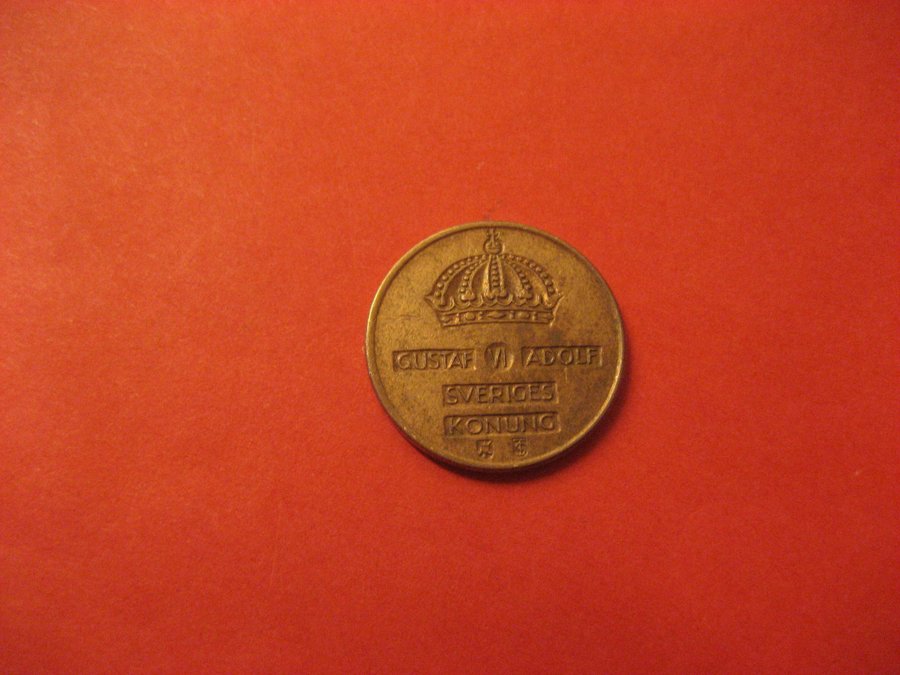 GUSTAF VI ADOLF
SVERIGES
KONUNG